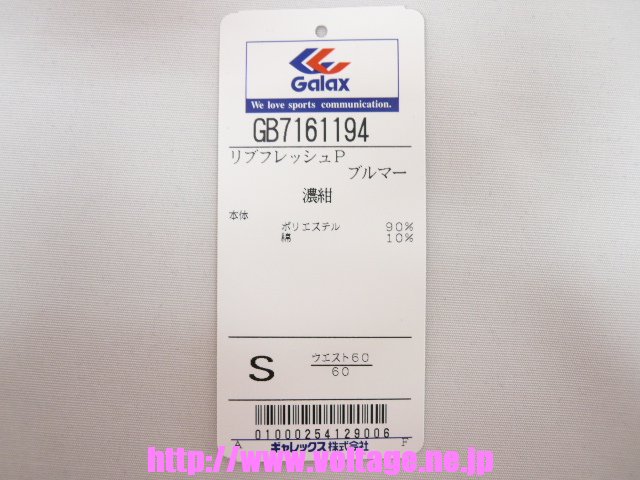 Galax
We love sports communication.
GB7161194
リブフレッシュP
ブルマー
濃紺
本体
ポリエステル 90%
綿 10%
S ウエスト60
60
01000254129006
A ギャレックス株式会社 F
http://www.voltage.ne.jp